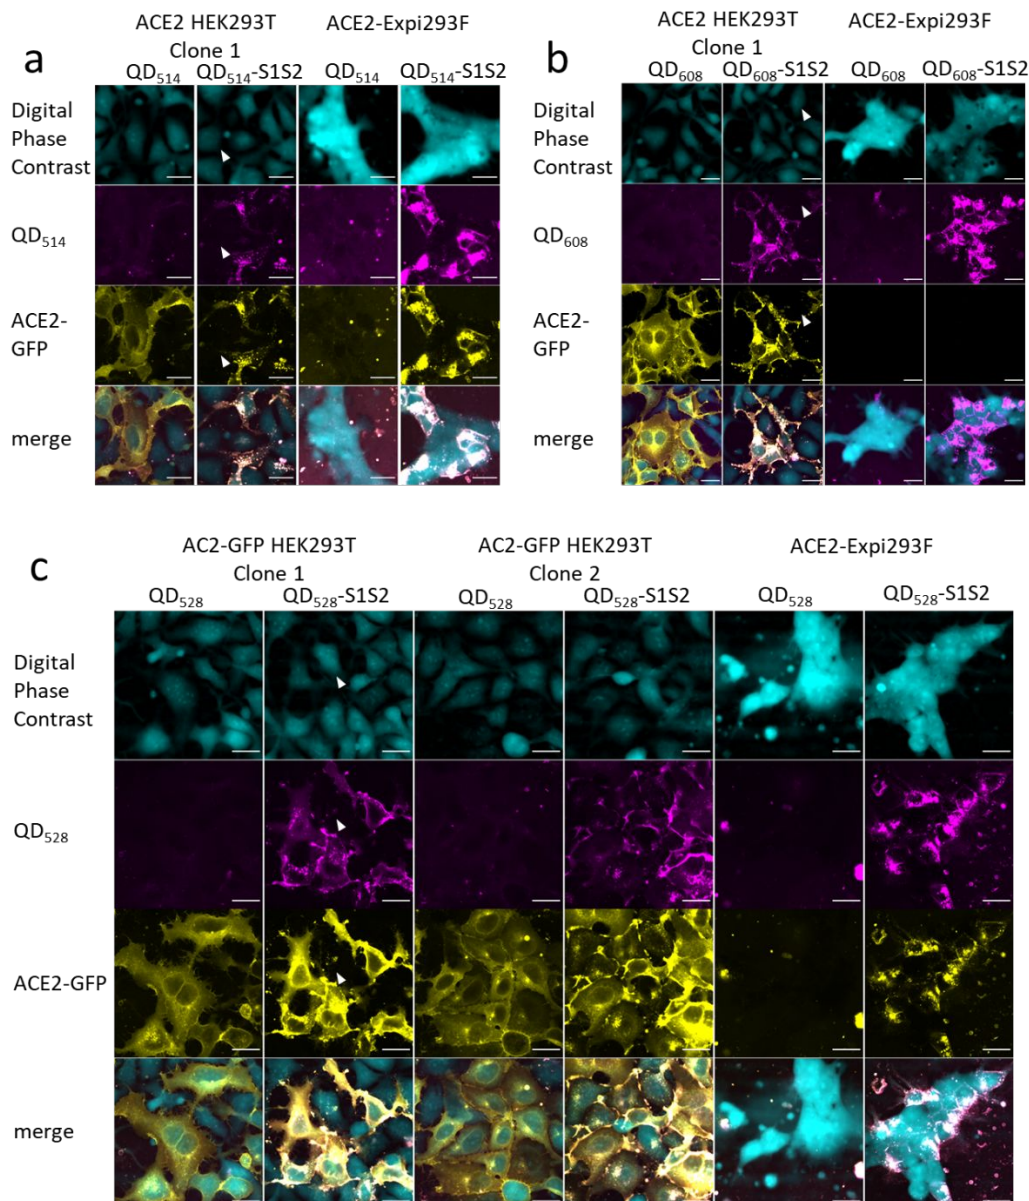 a
ACE2 HEK293T
Clone 1
ACE2-Expi293F
QD514
QD514-S1S2
QD514
QD514-S1S2
Digital
Phase
Contrast
QD514
ACE2-
GFP
merge
b
ACE2 HEK293T
Clone 1
ACE2-Expi293F
QD608
QD608-S1S2
QD608
QD608-S1S2
Digital
Phase
Contrast
QD608
ACE2-
GFP
merge
c
AC2-GFP HEK293T
Clone 1
AC2-GFP HEK293T
Clone 2
ACE2-Expi293F
QD528
QD528-S1S2
QD528
QD528-S1S2
QD528
QD528-S1S2
Digital
Phase
Contrast
QD528
ACE2-GFP
merge